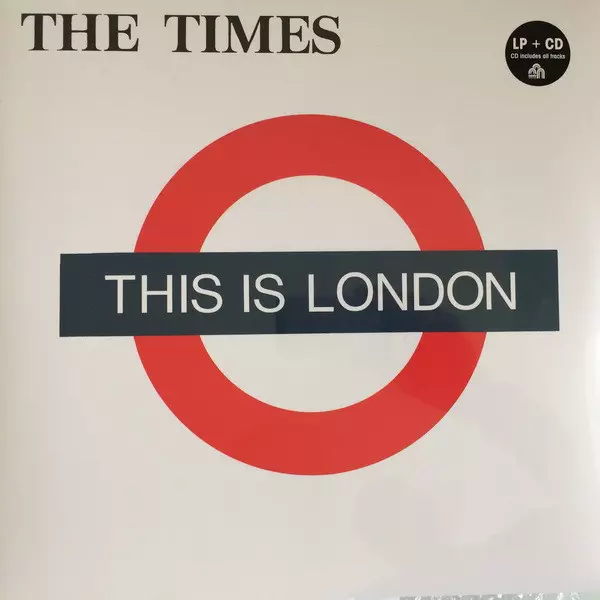 THE TIMES
LP + CD
CD includes all tracks
THIS IS LONDON